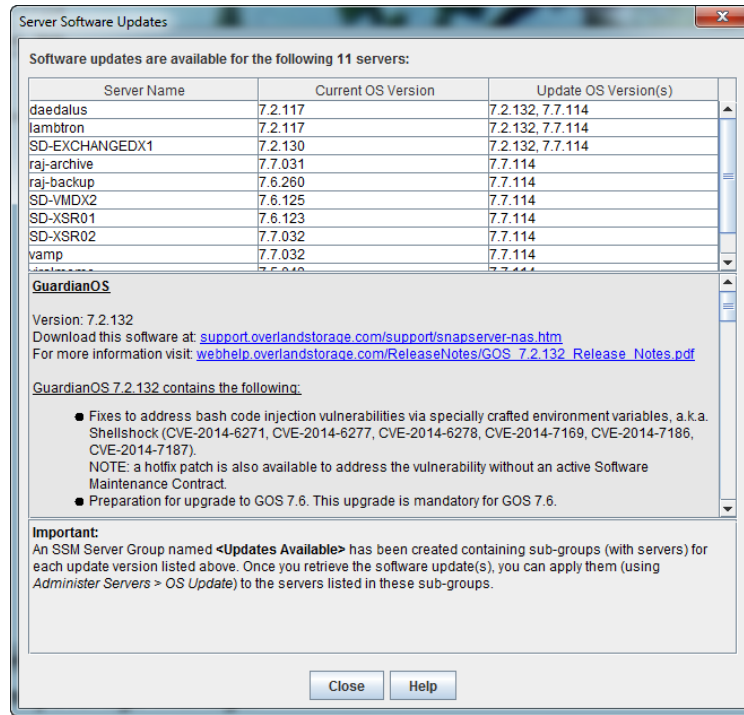 Server Software Updates
Software updates are available for the following 11 servers:
Server Name Current OS Version Update OS Version(s)
daedalus 7.2.117 7.2.132, 7.7.114
lambtron 7.2.117 7.2.132, 7.7.114
SD-EXCHANGEDX1 7.2.130 7.2.132, 7.7.114
raj-archive 7.7.031 7.7.114
raj-backup 7.6.260 7.7.114
SD-VMDX2 7.6.125 7.7.114
SD-XSR01 7.6.123 7.7.114
SD-XSR02 7.7.032 7.7.114
vamp 7.7.032 7.7.114
GuardianOS
Version: 7.2.132
Download this software at: support.overlandstorage.com/support/snapserver-nas.htm
For more information visit: webhelp.overlandstorage.com/ReleaseNotes/GOS_7.2.132_Release_Notes.pdf
GuardianOS 7.2.132 contains the following:
● Fixes to address bash code injection vulnerabilities via specially crafted environment variables, a.k.a.
Shellshock (CVE-2014-6271, CVE-2014-6277, CVE-2014-6278, CVE-2014-7169, CVE-2014-7186,
CVE-2014-7187).
NOTE: a hotfix patch is also available to address the vulnerability without an active Software
Maintenance Contract.
● Preparation for upgrade to GOS 7.6. This upgrade is mandatory for GOS 7.6.
Important:
An SSM Server Group named <Updates Available> has been created containing sub-groups (with servers) for
each update version listed above. Once you retrieve the software update(s), you can apply them (using
Administer Servers > OS Update) to the servers listed in these sub-groups.
Close Help